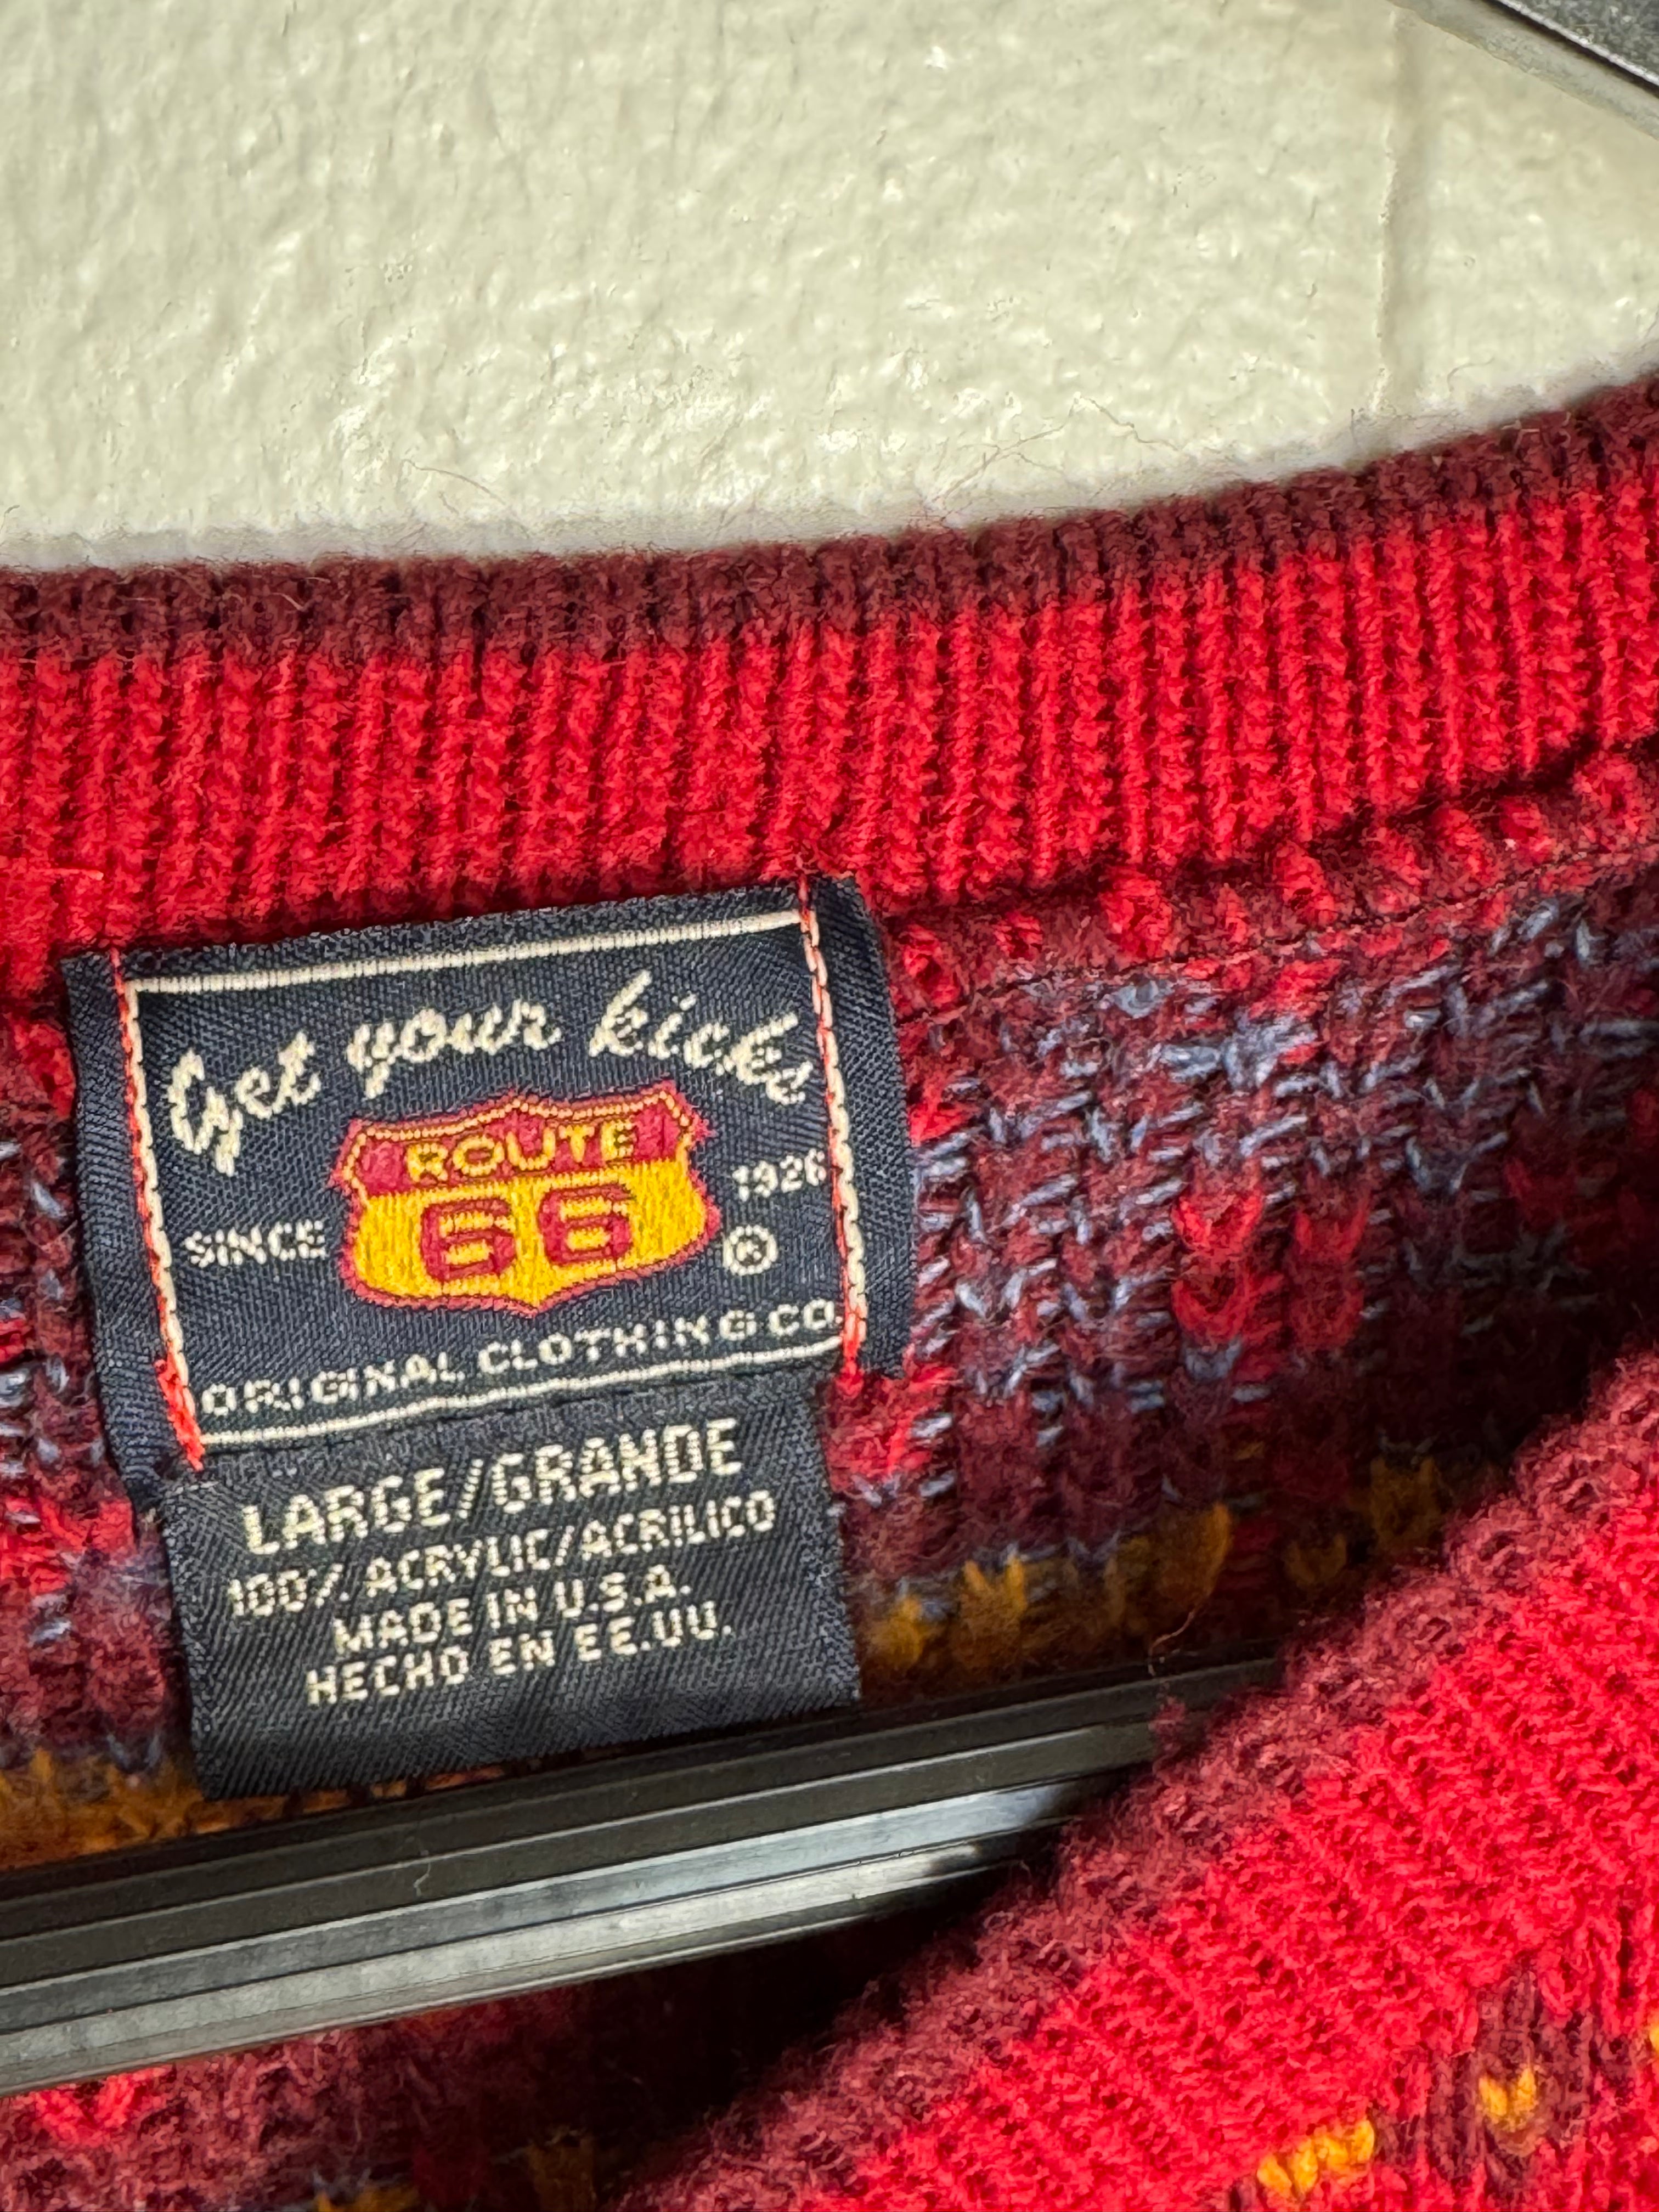 Get your kicks
ROUTE
SINCE 66 1926
®
ORIGINAL CLOTHING CO.
LARGE/GRANDE
100% ACRYLIC/ACRILICO
MADE IN U.S.A.
HECHO EN EE.UU.